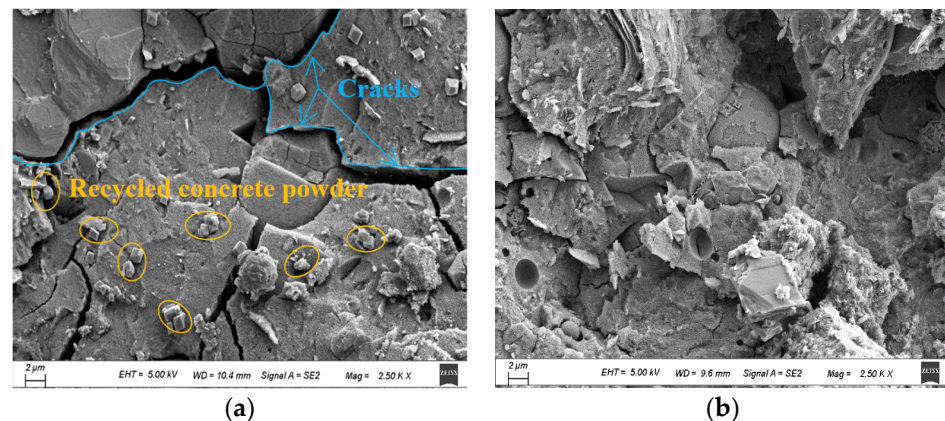 Cracks
Recycled concrete powder
2 μm
EHT = 5.00 kV WD = 10.4 mm Signal A = SE2 Mag = 2.50 K X
ZEISS
2 μm
EHT = 5.00 kV WD = 9.6 mm Signal A = SE2 Mag = 2.50 K X
ZEISS
(a)
(b)